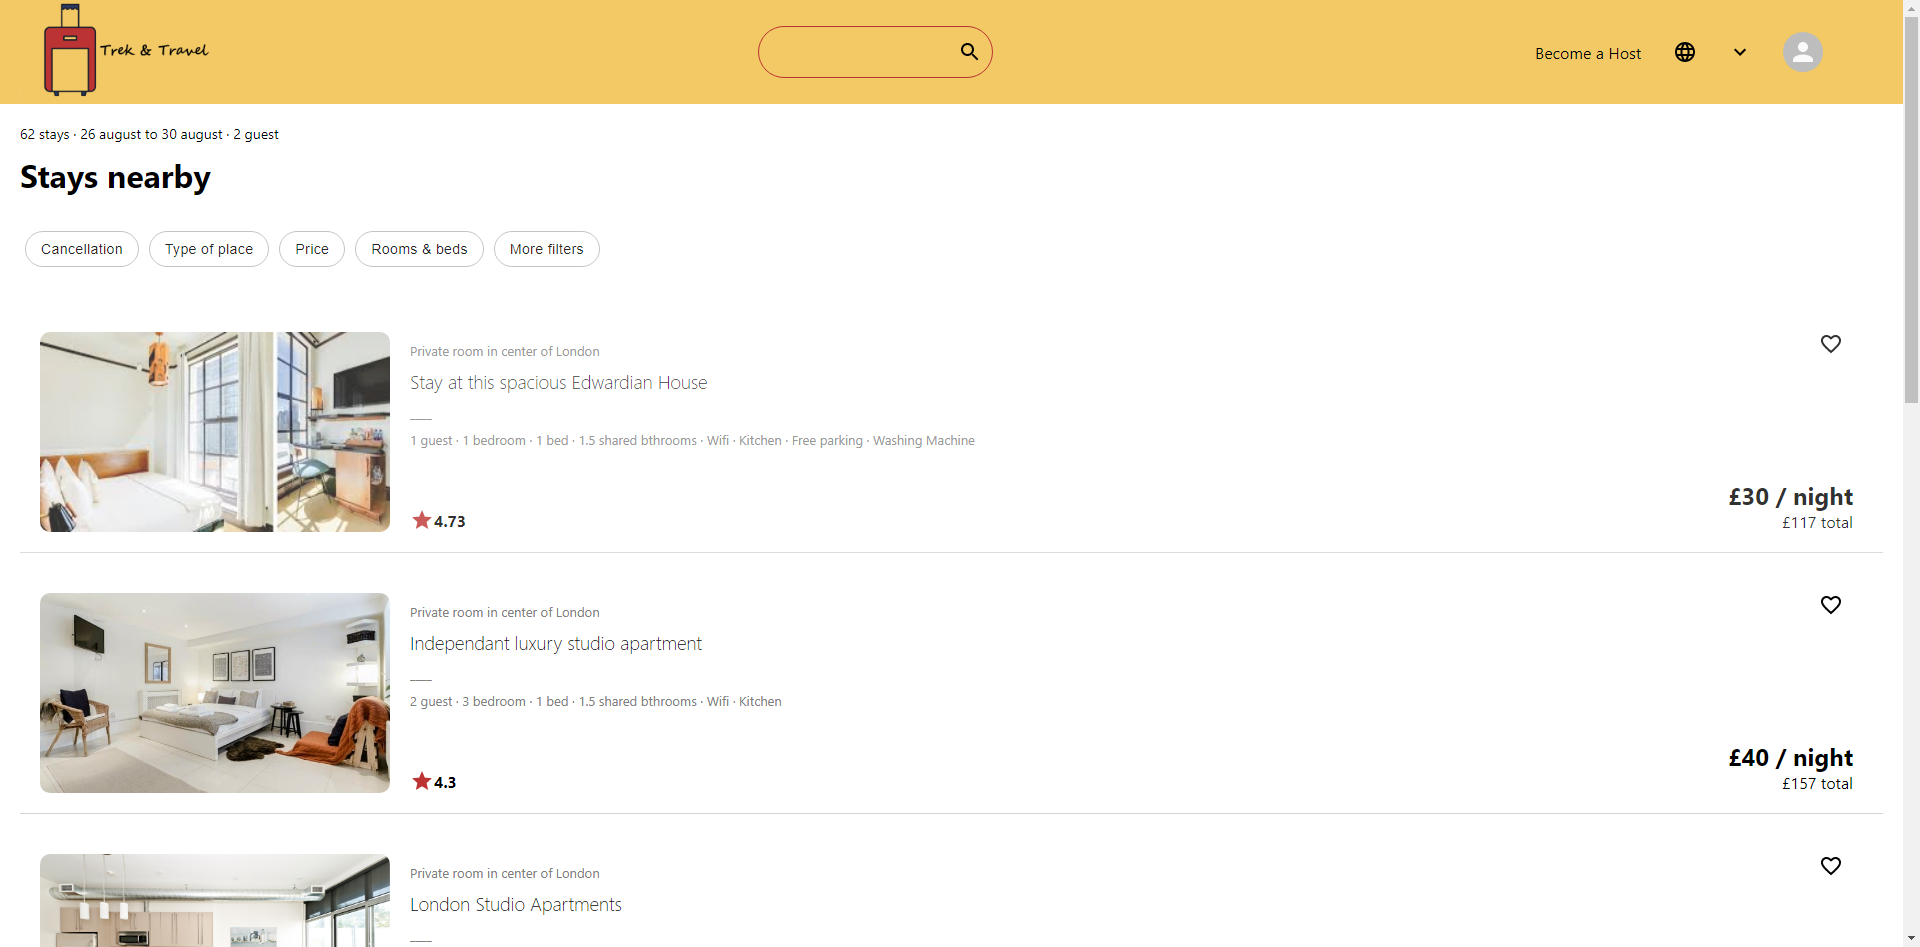 Trek & Travel
Become a Host
62 stays · 26 august to 30 august · 2 guest
Stays nearby
Cancellation
Type of place
Price
Rooms & beds
More filters
Private room in center of London
Stay at this spacious Edwardian House
1 guest · 1 bedroom · 1 bed · 1.5 shared bthrooms · Wifi · Kitchen · Free parking · Washing Machine
4.73
£30 / night
£117 total
Private room in center of London
Independant luxury studio apartment
2 guest · 3 bedroom · 1 bed · 1.5 shared bthrooms · Wifi · Kitchen
4.3
£40 / night
£157 total
Private room in center of London
London Studio Apartments